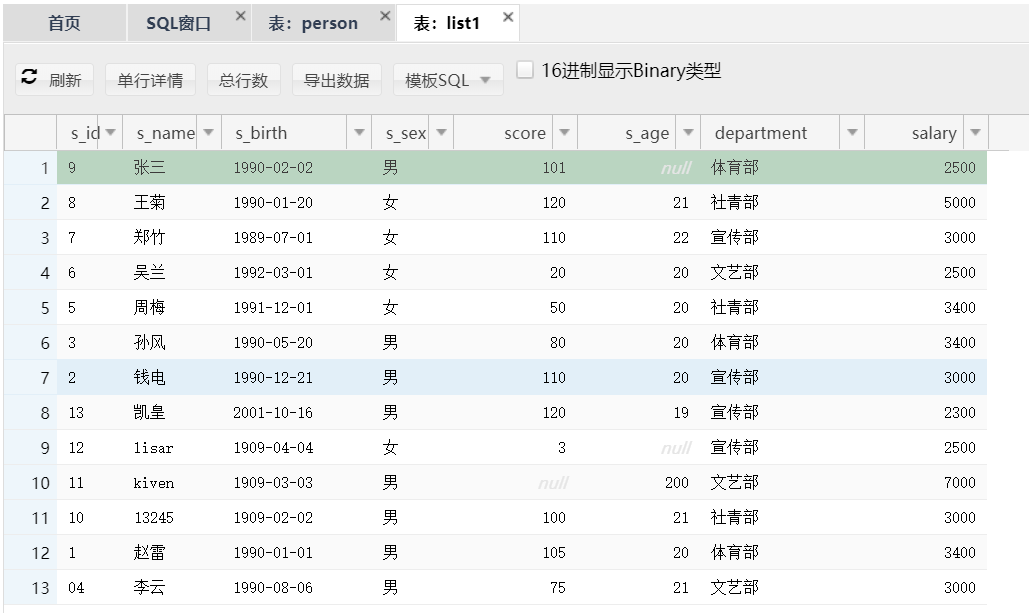 首页 SQL窗口 表：person 表：list1
刷新 单行详情 总行数 导出数据 模板SQL 16进制显示Binary类型
s_id s_name s_birth s_sex score s_age department salary
1 9 张三 1990-02-02 男 101 null 体育部 2500
2 8 王菊 1990-01-20 女 120 21 社青部 5000
3 7 郑竹 1989-07-01 女 110 22 宣传部 3000
4 6 吴兰 1992-03-01 女 20 20 文艺部 2500
5 5 周梅 1991-12-01 女 50 20 社青部 3400
6 3 孙风 1990-05-20 男 80 20 体育部 3400
7 2 钱电 1990-12-21 男 110 20 宣传部 3000
8 13 凯皇 2001-10-16 男 120 19 宣传部 2300
9 12 lisar 1909-04-04 女 3 null 宣传部 2500
10 11 kiven 1909-03-03 男 null 200 文艺部 7000
11 10 13245 1909-02-02 男 100 21 社青部 3000
12 1 赵雷 1990-01-01 男 105 20 体育部 3400
13 04 李云 1990-08-06 男 75 21 文艺部 3000